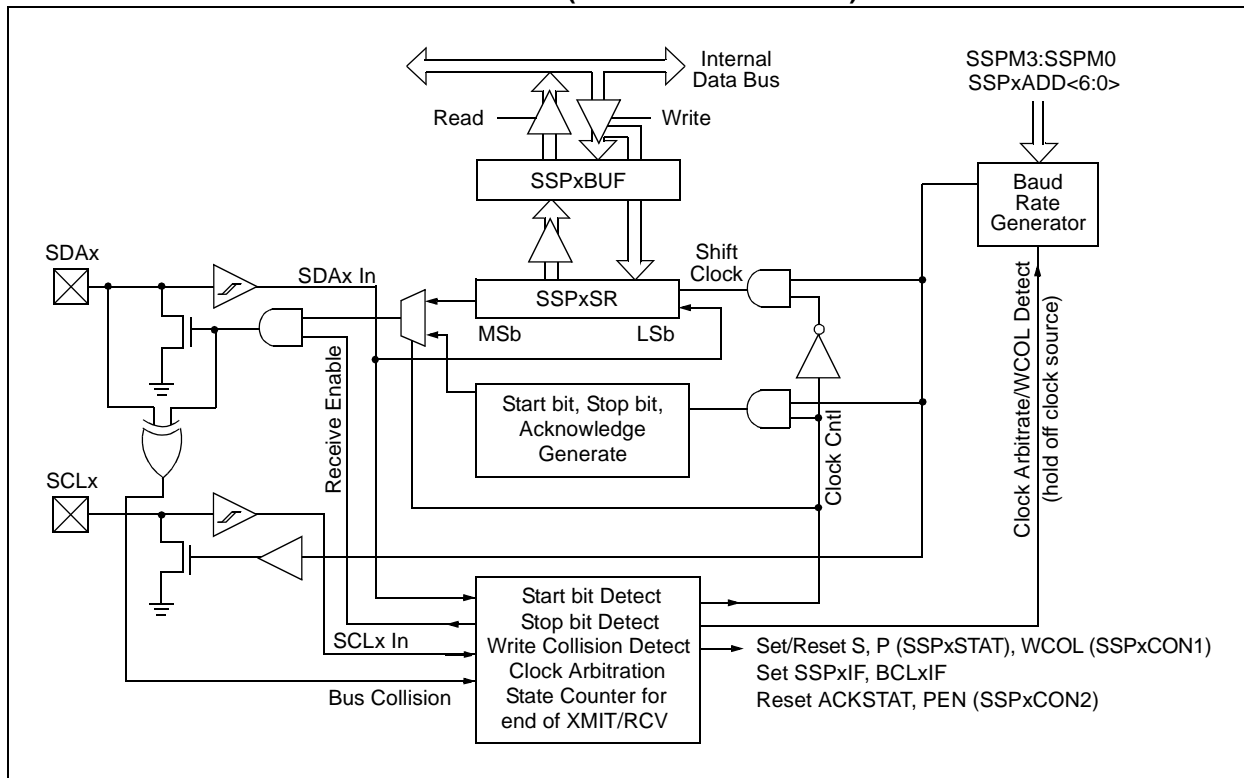 Internal
Data Bus
SSPM3:SSPM0
SSPxADD<6:0>
Read
Write
SSPxBUF
Baud
Rate
Generator
SDAx
SDAx In
Shift
Clock
SSPxSR
MSb
LSb
Receive Enable
Start bit, Stop bit,
Acknowledge
Generate
Clock Cntl
Clock Arbitrate/WCOL Detect
(hold off clock source)
SCLx
Start bit Detect
Stop bit Detect
Write Collision Detect
Clock Arbitration
State Counter for
end of XMIT/RCV
SCLx In
Bus Collision
Set/Reset S, P (SSPxSTAT), WCOL (SSPxCON1)
Set SSPxIF, BCLxIF
Reset ACKSTAT, PEN (SSPxCON2)